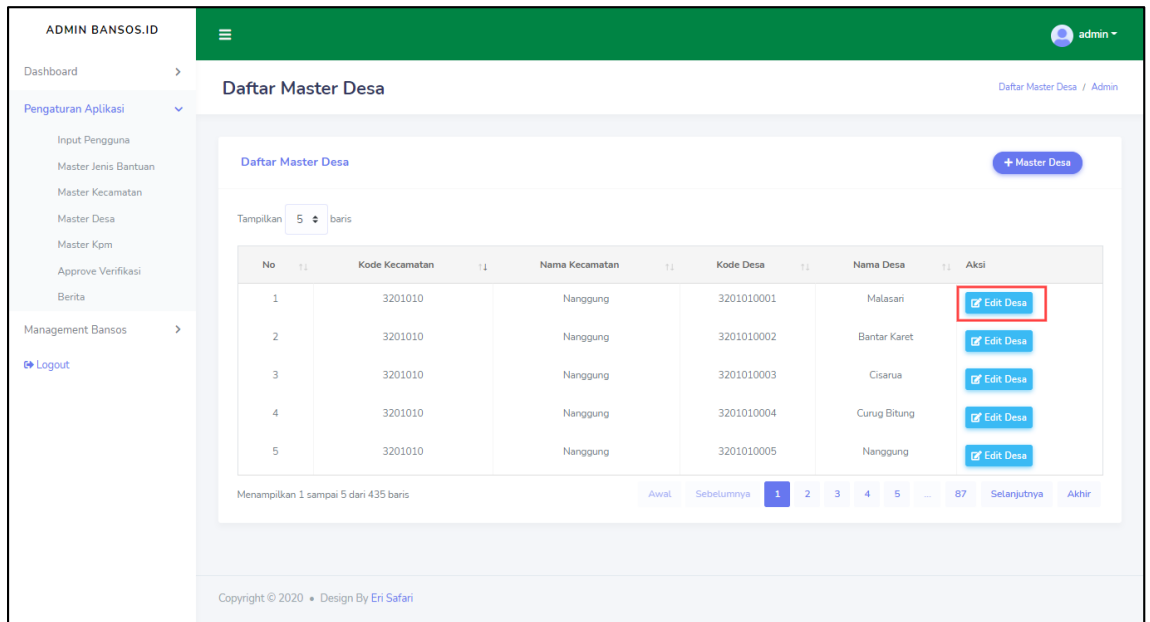 ADMIN BANSOS.ID
admin
Dashboard
Daftar Master Desa
Daftar Master Desa / Admin
Pengaturan Aplikasi
Input Pengguna
Master Jenis Bantuan
Master Kecamatan
Master Desa
Master Kpm
Approve Verifikasi
Berita
Management Bansos
Logout
Daftar Master Desa
+ Master Desa
Tampilkan 5 baris
No Kode Kecamatan Nama Kecamatan Kode Desa Nama Desa Aksi
1 3201010 Nanggung 3201010001 Malasari Edit Desa
2 3201010 Nanggung 3201010002 Bantar Karet Edit Desa
3 3201010 Nanggung 3201010003 Cisarua Edit Desa
4 3201010 Nanggung 3201010004 Curug Bitung Edit Desa
5 3201010 Nanggung 3201010005 Nanggung Edit Desa
Menampilkan 1 sampai 5 dari 435 baris
Awal Sebelumnya 1 2 3 4 5 ... 87 Selanjutnya Akhir
Copyright © 2020 • Design By Eri Safari